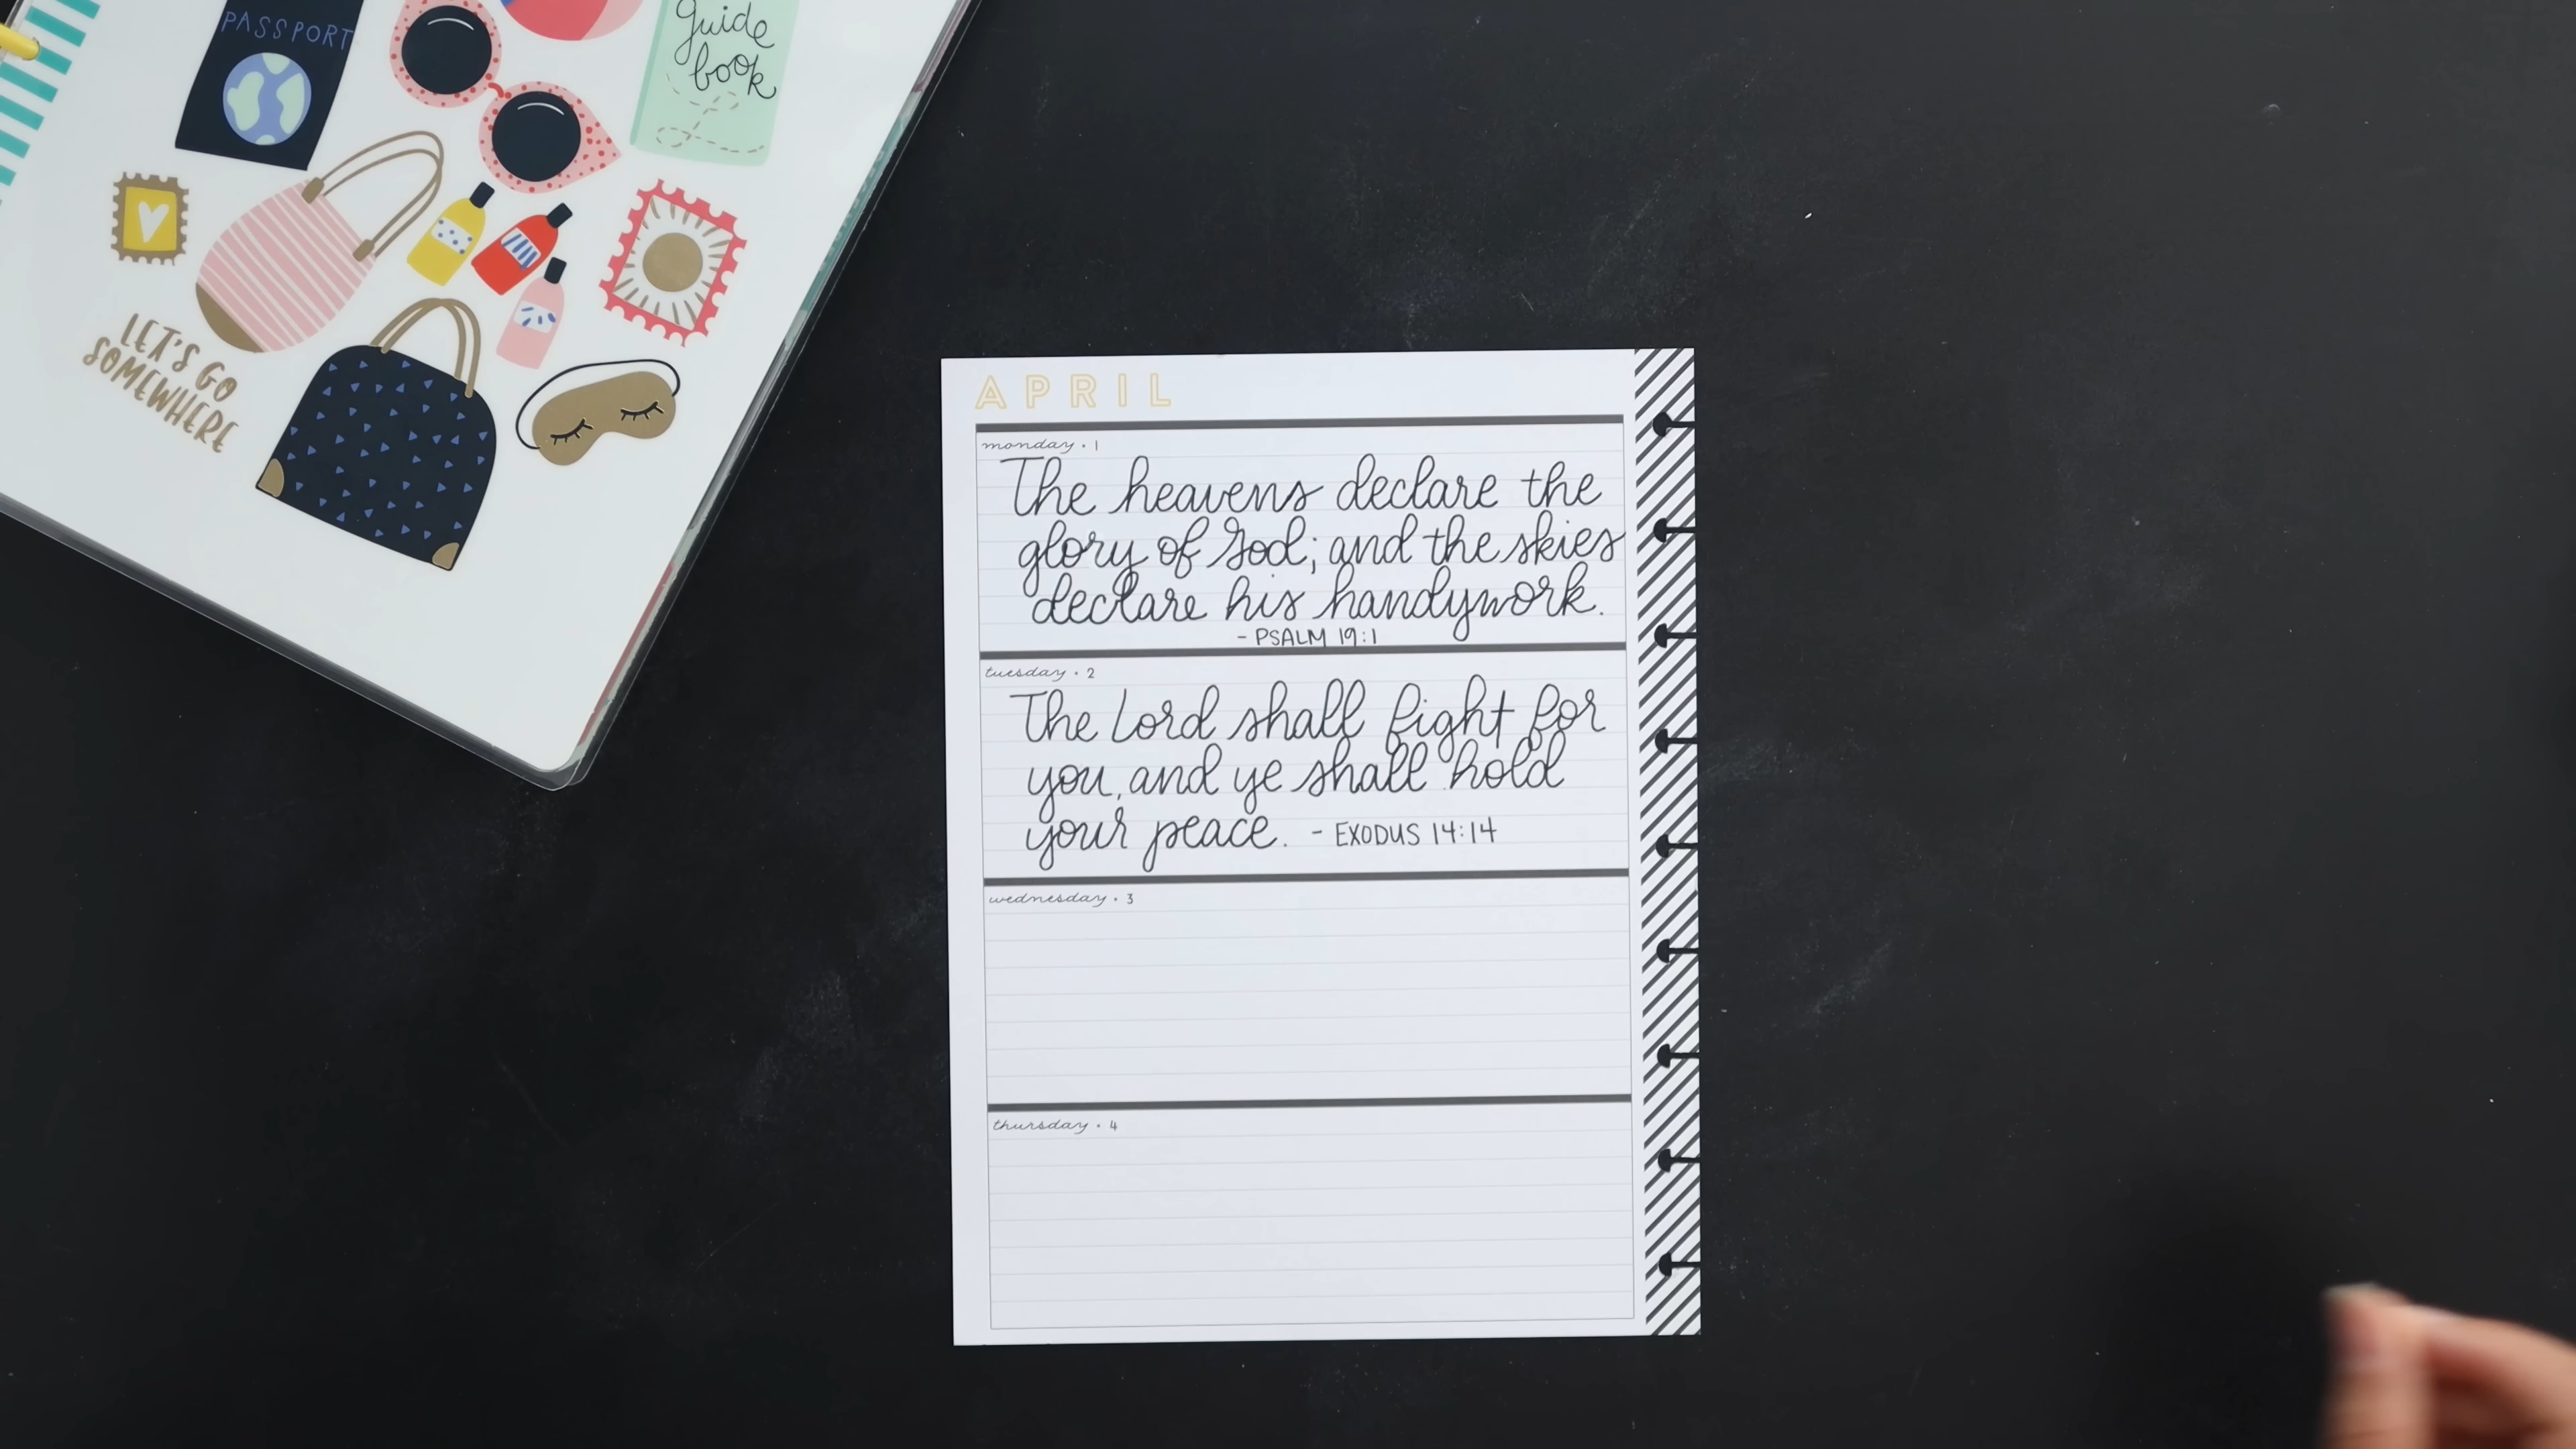 PASSPORT
guide
book
LET'S GO
SOMEWHERE
APRIL
monday • 1
The heavens declare the
glory of God; and the skies
declare his handywork.
- PSALM 19:1
tuesday • 2
The Lord shall fight for
you, and ye shall hold
your peace. - EXODUS 14:14
wednesday • 3
thursday • 4